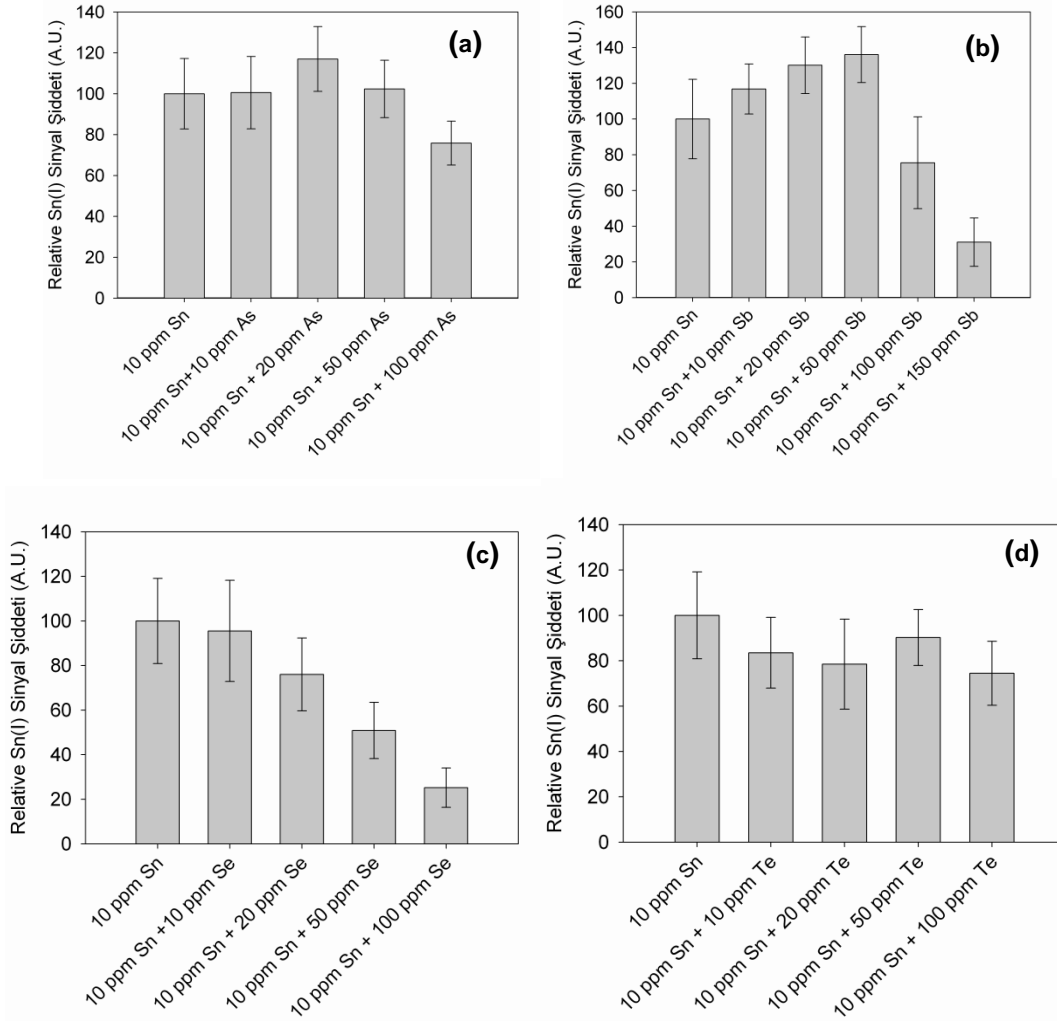 (a)
Relative Sn(I) Sinyal Şiddeti (A.U.)
140
120
100
80
60
40
20
0
10 ppm Sn
10 ppm Sn+10 ppm As
10 ppm Sn + 20 ppm As
10 ppm Sn + 50 ppm As
10 ppm Sn + 100 ppm As
(b)
Relative Sn(I) Sinyal Şiddeti (A.U.)
160
140
120
100
80
60
40
20
0
10 ppm Sn
10 ppm Sn +10 ppm Sb
10 ppm Sn + 20 ppm Sb
10 ppm Sn + 50 ppm Sb
10 ppm Sn + 100 ppm Sb
10 ppm Sn + 150 ppm Sb
(c)
Relative Sn(I) Sinyal Şiddeti (A.U.)
140
120
100
80
60
40
20
0
10 ppm Sn
10 ppm Sn +10 ppm Se
10 ppm Sn + 20 ppm Se
10 ppm Sn + 50 ppm Se
10 ppm Sn + 100 ppm Se
(d)
Relative Sn(I) Sinyal Şiddeti (A.U.)
140
120
100
80
60
40
20
0
10 ppm Sn
10 ppm Sn + 10 ppm Te
10 ppm Sn + 20 ppm Te
10 ppm Sn + 50 ppm Te
10 ppm Sn + 100 ppm Te